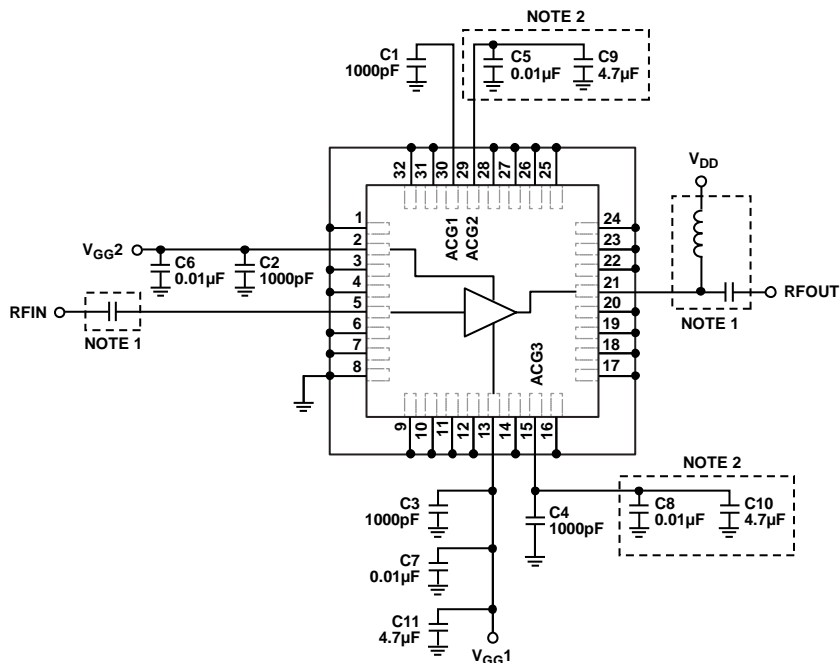 NOTE 2
C1
1000pF
C5
0.01µF
C9
4.7µF
32
31
30
29
28
27
26
25
VDD
ACG1
ACG2
1
2
3
4
5
6
7
8
24
23
22
21
20
19
18
17
VGG2
C6
0.01µF
C2
1000pF
RFIN
NOTE 1
RFOUT
NOTE 1
ACG3
9
10
11
12
13
14
15
16
NOTE 2
C3
1000pF
C4
1000pF
C8
0.01µF
C10
4.7µF
C7
0.01µF
C11
4.7µF
VGG1